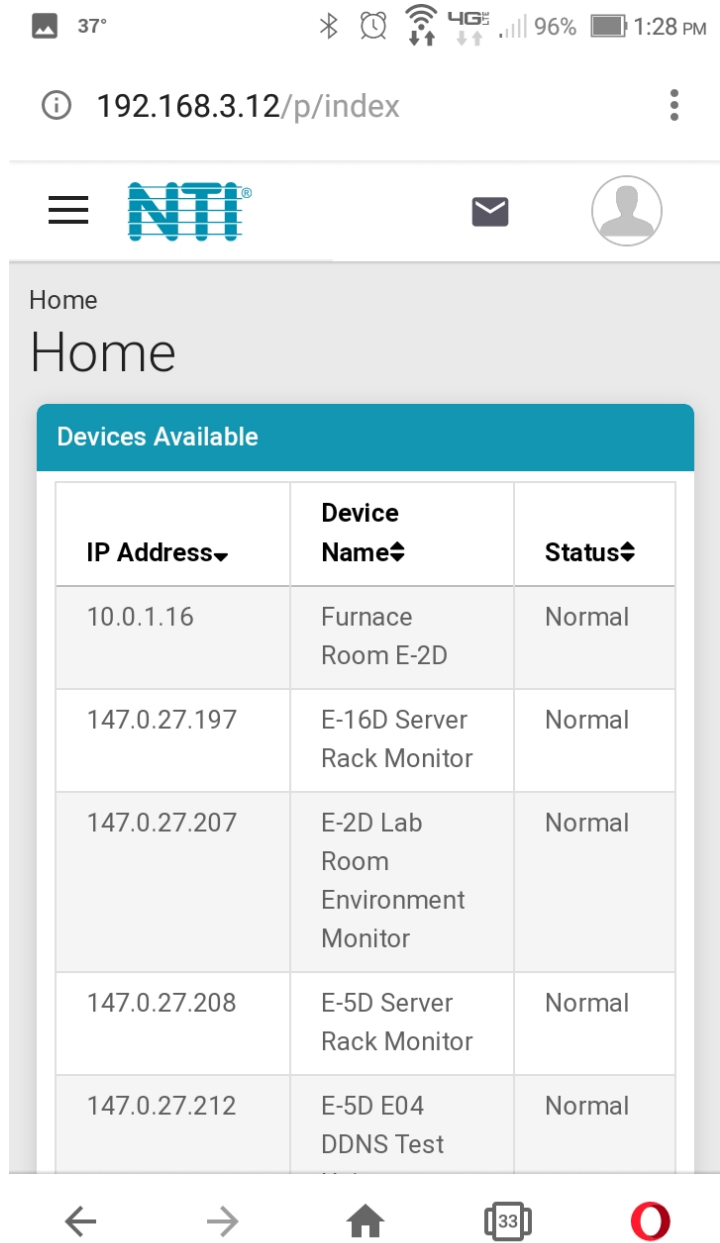 37°
4G LTE
96%
1:28 PM
192.168.3.12/p/index
NTI®
Home
Home
Devices Available
IP Address
Device
Name
Status
10.0.1.16
Furnace
Room E-2D
Normal
147.0.27.197
E-16D Server
Rack Monitor
Normal
147.0.27.207
E-2D Lab
Room
Environment
Monitor
Normal
147.0.27.208
E-5D Server
Rack Monitor
Normal
147.0.27.212
E-5D E04
DDNS Test
Normal
33